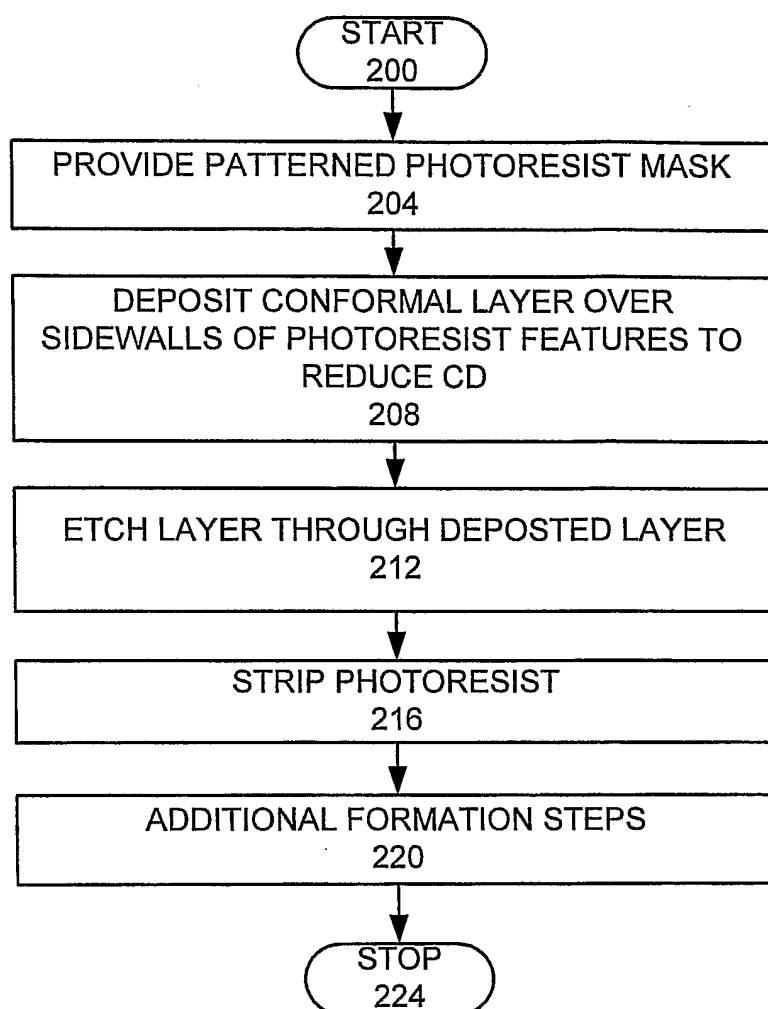 START
200
PROVIDE PATTERNED PHOTORESIST MASK
204
DEPOSIT CONFORMAL LAYER OVER
SIDEWALLS OF PHOTORESIST FEATURES TO
REDUCE CD
208
ETCH LAYER THROUGH DEPOSTED LAYER
212
STRIP PHOTORESIST
216
ADDITIONAL FORMATION STEPS
220
STOP
224